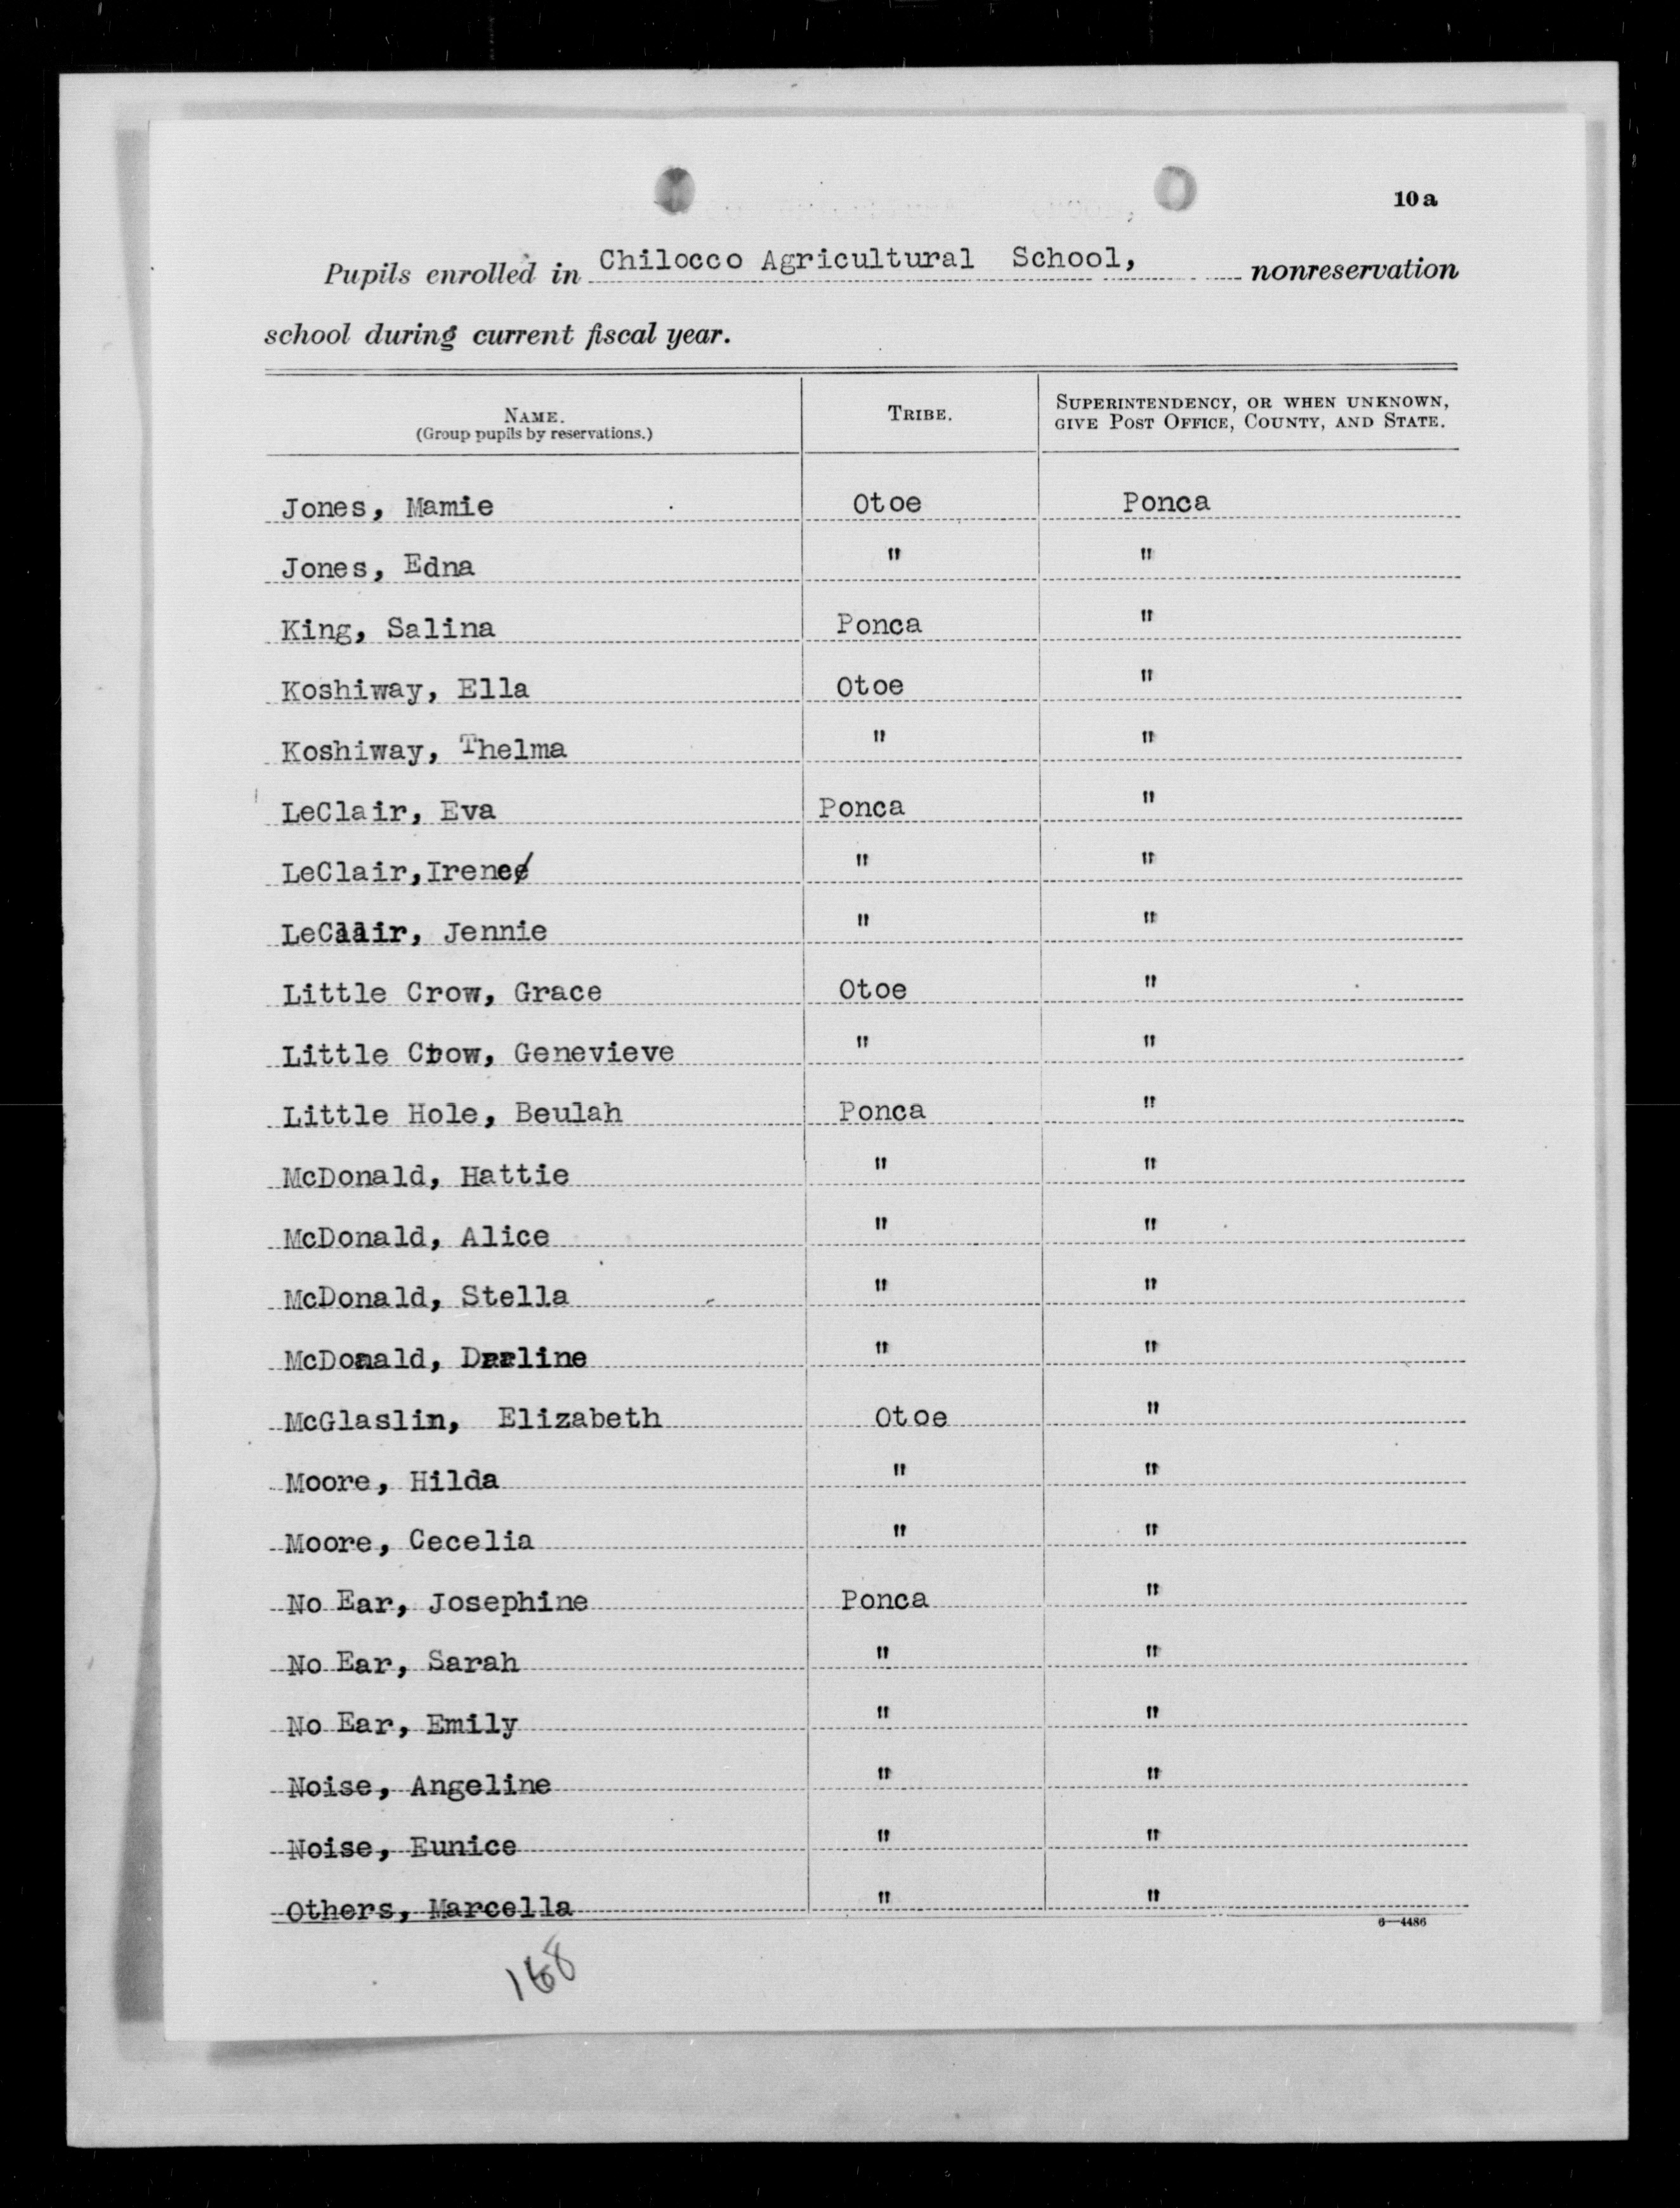 10a
Pupils enrolled in Chilocco Agricultural School, nonreservation
school during current fiscal year.
NAME. (Group pupils by reservations.) TRIBE. SUPERINTENDENCY, OR WHEN UNKNOWN, GIVE POST OFFICE, COUNTY, AND STATE.
Jones, Mamie Otoe Ponca
Jones, Edna " "
King, Salina Ponca "
Koshiway, Ella Otoe "
Koshiway, Thelma " "
LeClair, Eva Ponca "
LeClair, Irene " "
LeClair, Jennie " "
Little Crow, Grace Otoe "
Little Crow, Genevieve " "
Little Hole, Beulah Ponca "
McDonald, Hattie " "
McDonald, Alice " "
McDonald, Stella " "
McDonald, Darline " "
McGlaslin, Elizabeth Otoe "
Moore, Hilda " "
Moore, Cecelia " "
No Ear, Josephine Ponca "
No Ear, Sarah " "
No Ear, Emily " "
Noise, Angeline " "
Noise, Eunice " "
Others, Marcella " "
6—4486
168